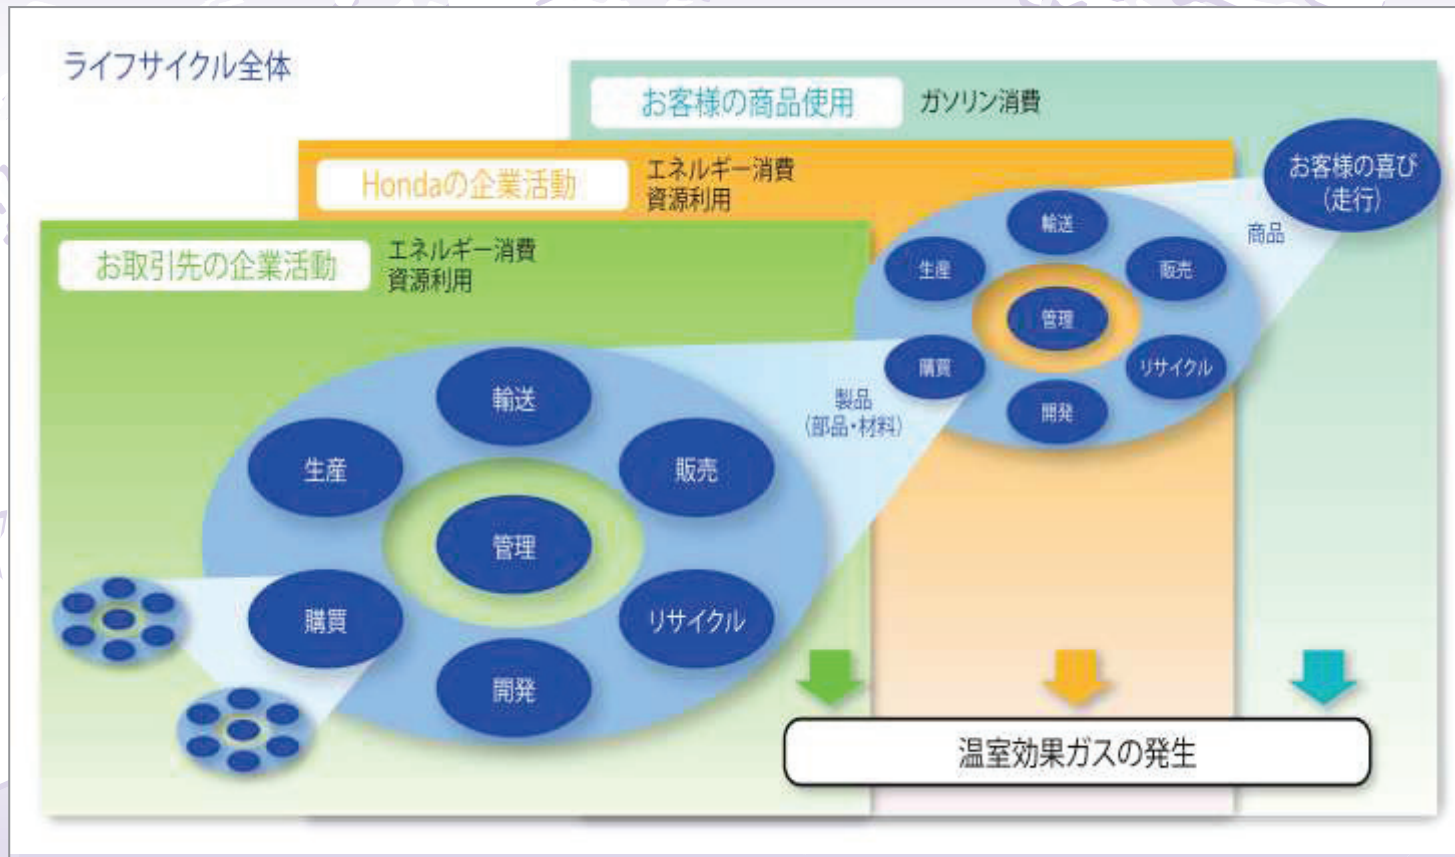 ライフサイクル全体
お客様の商品使用
ガソリン消費
Hondaの企業活動
エネルギー消費
資源利用
お取引先の企業活動
エネルギー消費
資源利用
お客様の喜び
(走行)
商品
輸送
生産
販売
管理
購買
リサイクル
開発
製品
(部品・材料)
輸送
生産
販売
管理
購買
リサイクル
開発
温室効果ガスの発生